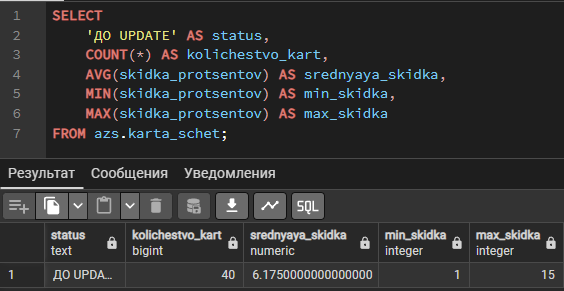 1 SELECT
2 'ДО UPDATE' AS status,
3 COUNT(*) AS kolichestvo_kart,
4 AVG(skidka_protsentov) AS srednyaya_skidka,
5 MIN(skidka_protsentov) AS min_skidka,
6 MAX(skidka_protsentov) AS max_skidka
7 FROM azs.karta_schet;
Результат Сообщения Уведомления
SQL
status kolichestvo_kart srednyaya_skidka min_skidka max_skidka
text bigint numeric integer integer
1 ДО UPDA... 40 6.1750000000000000 1 15